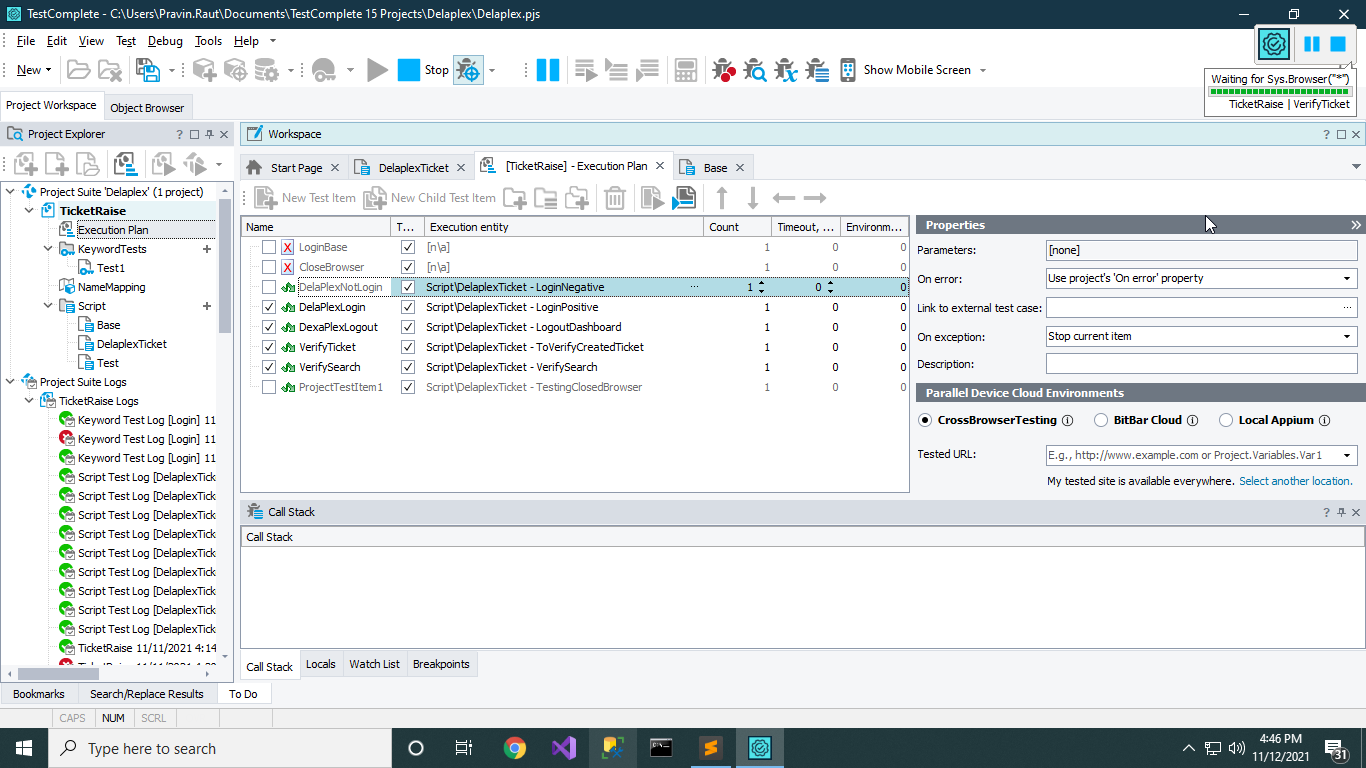 TestComplete - C:\Users\Pravin.Raut\Documents\TestComplete 15 Projects\Delaplex\Delaplex.pjs
File Edit View Test Debug Tools Help
New Stop Show Mobile Screen
Waiting for Sys.Browser("*")
TicketRaise | VerifyTicket
Project Workspace Object Browser
Project Explorer ?
Workspace ?
Start Page DelaplexTicket [TicketRaise] - Execution Plan Base
New Test Item New Child Test Item
Project Suite 'Delaplex' (1 project)
TicketRaise
Execution Plan
KeywordTests
Test1
NameMapping
Script
Base
DelaplexTicket
Test
Project Suite Logs
TicketRaise Logs
Keyword Test Log [Login] 11
Keyword Test Log [Login] 11
Keyword Test Log [Login] 11
Script Test Log [DelaplexTick
Script Test Log [DelaplexTick
Script Test Log [DelaplexTick
Script Test Log [DelaplexTick
Script Test Log [DelaplexTick
Script Test Log [DelaplexTick
Script Test Log [DelaplexTick
Script Test Log [DelaplexTick
Script Test Log [DelaplexTick
TicketRaise 11/11/2021 4:14
Name T... Execution entity Count Timeout, ... Environm...
LoginBase [n\a] 1 0 0
CloseBrowser [n\a] 1 0 0
DelaPlexNotLogin Script\DelaplexTicket - LoginNegative ... 1 0 0
DelaPlexLogin Script\DelaplexTicket - LoginPositive 1 0 0
DexaPlexLogout Script\DelaplexTicket - LogoutDashboard 1 0 0
VerifyTicket Script\DelaplexTicket - ToVerifyCreatedTicket 1 0 0
VerifySearch Script\DelaplexTicket - VerifySearch 1 0 0
ProjectTestItem1 Script\DelaplexTicket - TestingClosedBrowser 1 0 0
Properties
Parameters: [none]
On error: Use project's 'On error' property
Link to external test case: ...
On exception: Stop current item
Description:
Parallel Device Cloud Environments
CrossBrowserTesting BitBar Cloud Local Appium
Tested URL: E.g., http://www.example.com or Project.Variables.Var1
My tested site is available everywhere. Select another location.
Call Stack ?
Call Stack
Call Stack Locals Watch List Breakpoints
Bookmarks Search/Replace Results To Do
CAPS NUM SCRL
Type here to search
4:46 PM
11/12/2021
31